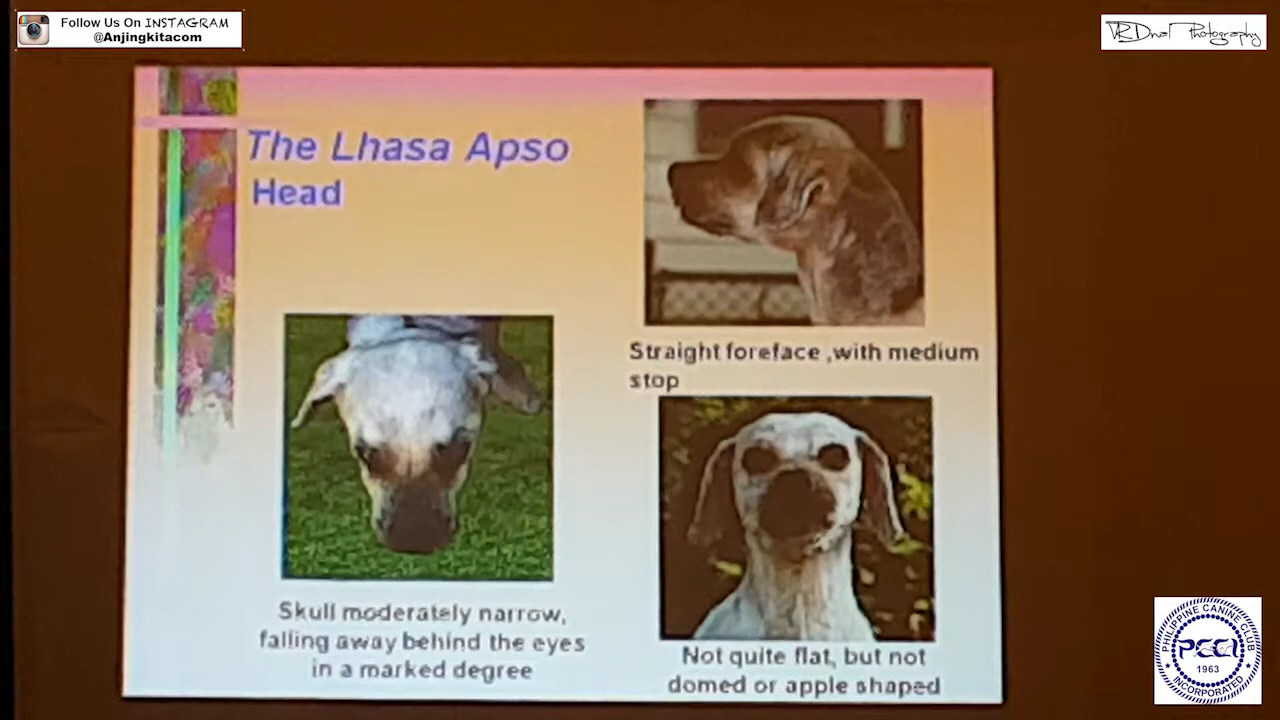 Follow Us On INSTAGRAM
@Anjingkitacom
VRDnal Photography
The Lhasa Apso
Head
Straight foreface ,with medium
stop
Skull moderately narrow,
falling away behind the eyes
in a marked degree
Not quite flat, but not
domed or apple shaped
PHILIPPINE CANINE CLUB
PCCI
1963
INCORPORATED